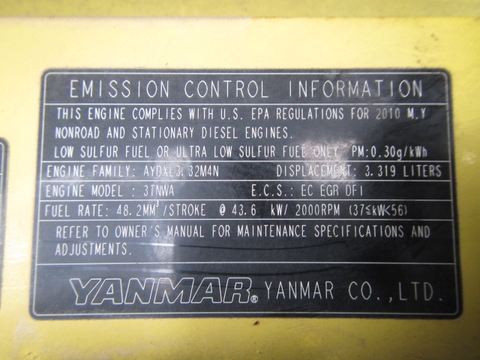 EMISSION CONTROL INFORMATION
THIS ENGINE COMPLIES WITH U.S. EPA REGULATIONS FOR 2010 M.Y
NONROAD AND STATIONARY DIESEL ENGINES.
LOW SULFUR FUEL OR ULTRA LOW SULFUR FUEL ONLY PM:0.30g/kWh
ENGINE FAMILY: AYDXL3.32M4N DISPLACEMENT: 3.319 LITERS
ENGINE MODEL : 3TNWA E.C.S.: EC EGR DFI
FUEL RATE: 48.2MM³/STROKE @ 43.6 kW/ 2000RPM (37≤kW<56)
REFER TO OWNER'S MANUAL FOR MAINTENANCE SPECIFICATIONS AND
ADJUSTMENTS.
YANMAR® YANMAR CO.,LTD.